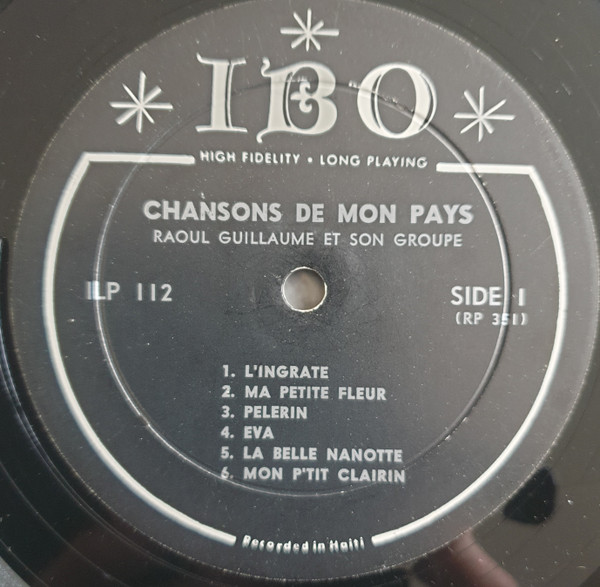 IBO
HIGH FIDELITY • LONG PLAYING
CHANSONS DE MON PAYS
RAOUL GUILLAUME ET SON GROUPE
ILP 112
SIDE 1
(RP 351)
1. L'INGRATE
2. MA PETITE FLEUR
3. PELERIN
4. EVA
5. LA BELLE NANOTTE
6. MON P'TIT CLAIRIN
Recorded in Haiti